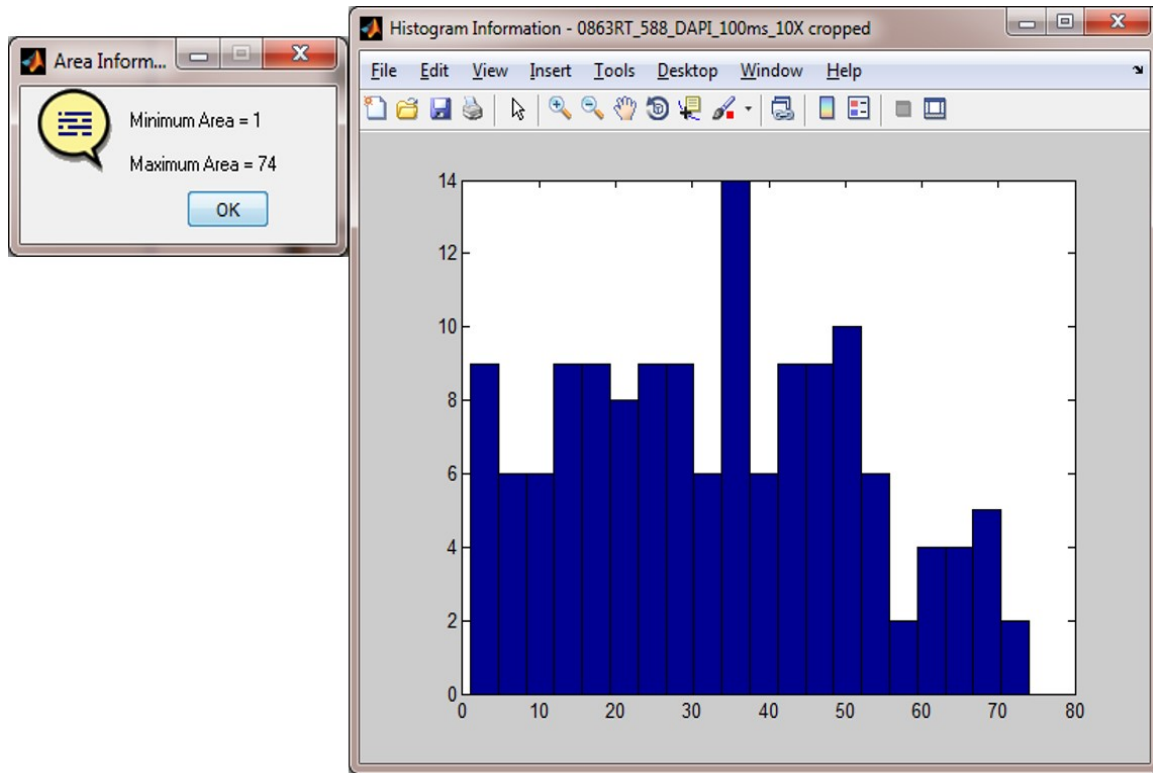 Area Inform...
Minimum Area = 1
Maximum Area = 74
OK
Histogram Information - 0863RT_588_DAPI_100ms_10X cropped
File Edit View Insert Tools Desktop Window Help
14
12
10
8
6
4
2
0
0 10 20 30 40 50 60 70 80